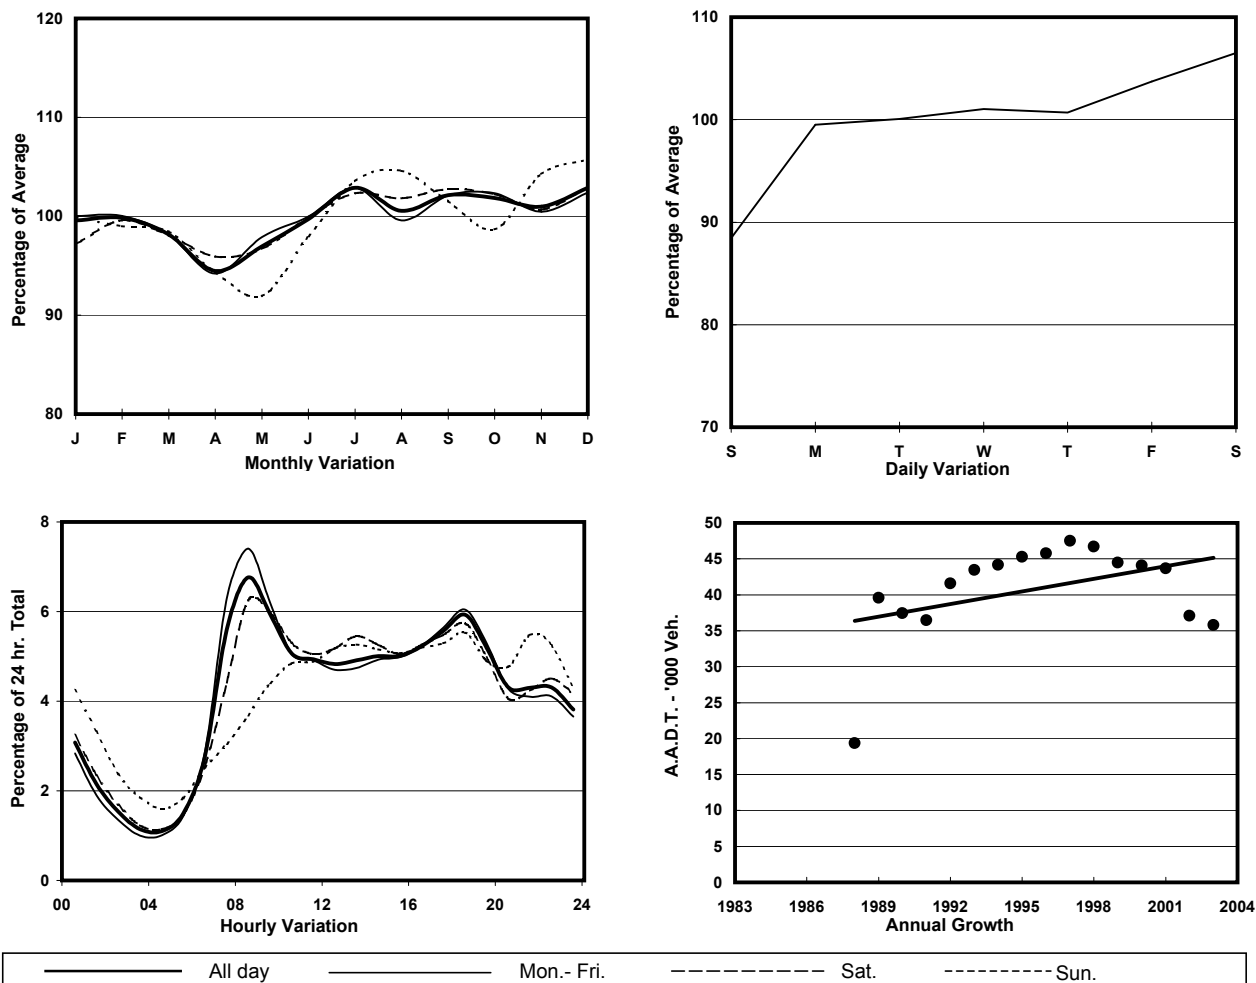 120
110
100
90
80
Percentage of Average
J F M A M J J A S O N D
Monthly Variation
110
100
90
80
70
Percentage of Average
S M T W T F S
Daily Variation
8
6
4
2
0
Percentage of 24 hr. Total
00 04 08 12 16 20 24
Hourly Variation
50
45
40
35
30
25
20
15
10
5
0
A.A.D.T. - '000 Veh.
1983 1986 1989 1992 1995 1998 2001 2004
Annual Growth
All day Mon.- Fri. Sat. Sun.